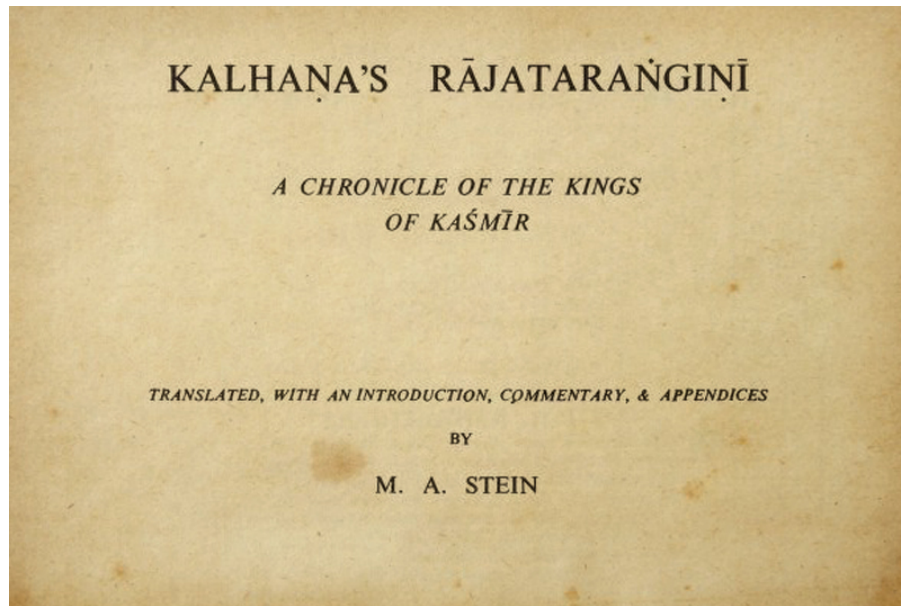 KALHAṆA'S RĀJATARAṄGIṆĪ
A CHRONICLE OF THE KINGS
OF KAŚMĪR
TRANSLATED, WITH AN INTRODUCTION, COMMENTARY, & APPENDICES
BY
M. A. STEIN